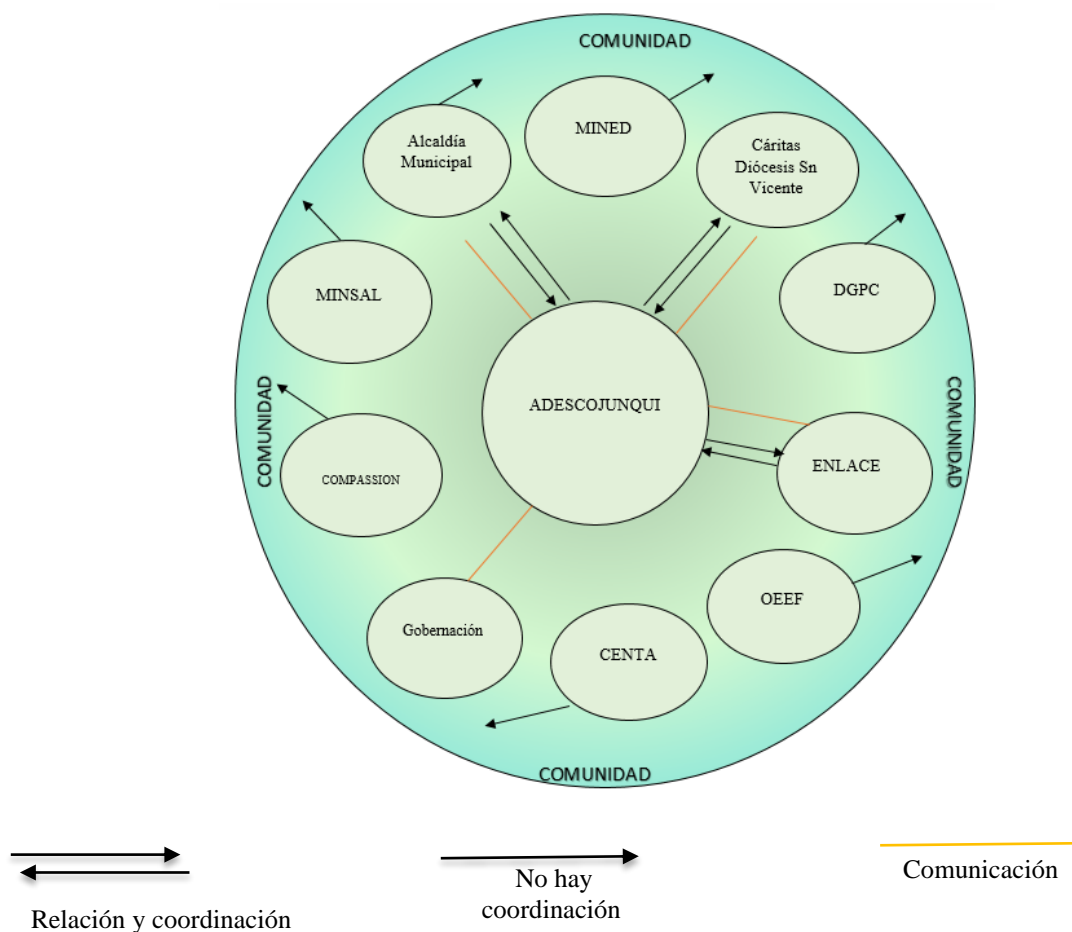 COMUNIDAD
MINED
Alcaldía
Municipal
Cáritas
Diócesis Sn
Vicente
MINSAL
DGPC
ADESCOJUNQUI
COMUNIDAD
COMUNIDAD
COMPASSION
ENLACE
OEEF
Gobernación
CENTA
COMUNIDAD
Relación y coordinación
No hay
coordinación
Comunicación